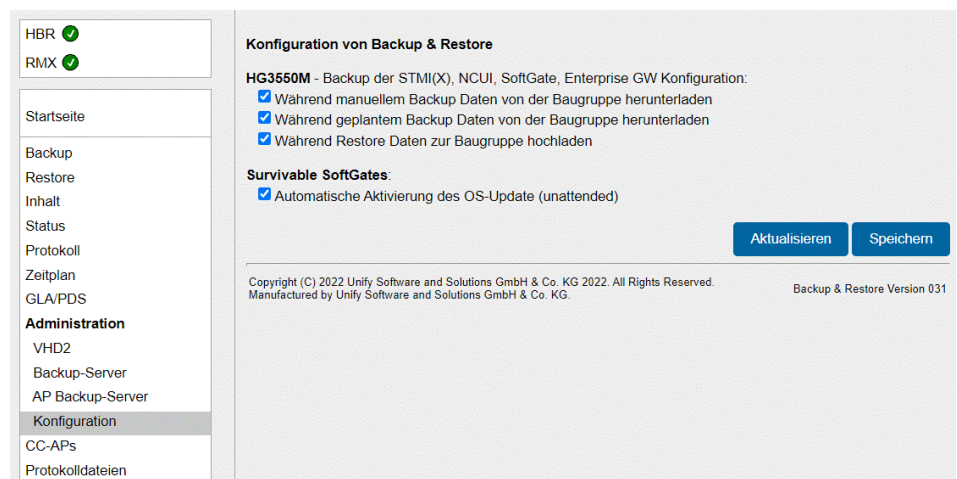 HBR
RMX
Startseite
Backup
Restore
Inhalt
Status
Protokoll
Zeitplan
GLA/PDS
Administration
VHD2
Backup-Server
AP Backup-Server
Konfiguration
CC-APs
Protokolldateien
Konfiguration von Backup & Restore
HG3550M - Backup der STMI(X), NCUI, SoftGate, Enterprise GW Konfiguration:
Während manuellem Backup Daten von der Baugruppe herunterladen
Während geplantem Backup Daten von der Baugruppe herunterladen
Während Restore Daten zur Baugruppe hochladen
Survivable SoftGates:
Automatische Aktivierung des OS-Update (unattended)
Aktualisieren Speichern
Copyright (C) 2022 Unify Software and Solutions GmbH & Co. KG 2022. All Rights Reserved.
Manufactured by Unify Software and Solutions GmbH & Co. KG.
Backup & Restore Version 031